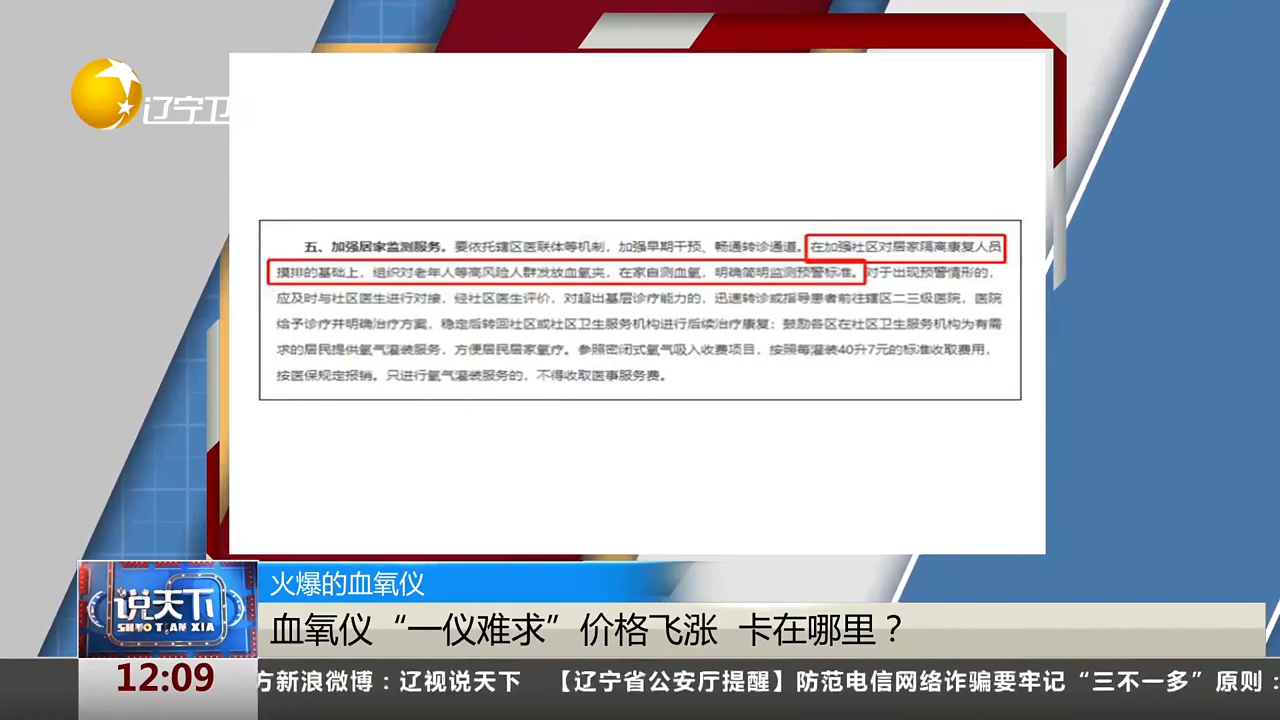 辽宁卫
五、加强居家监测服务。要依托辖区医联体等机制，加强早期干预、畅通转诊通道。在加强社区对居家隔离康复人员
摸排的基础上，组织对老年人等高风险人群发放血氧夹，在家自测血氧，明确简明监测预警标准。对于出现预警情形的，
应及时与社区医生进行对接，经社区医生评价，对超出基层诊疗能力的，迅速转诊或指导患者前往辖区二三级医院，医院
给予诊疗并明确治疗方案，稳定后转回社区或社区卫生服务机构进行后续治疗康复；鼓励各区在社区卫生服务机构为有需
求的居民提供氧气灌装服务，方便居民居家氧疗。参照密闭式氧气吸入收费项目，按照每灌装40升7元的标准收取费用，
按医保规定报销。只进行氧气灌装服务的，不得收取医事服务费。
说天下
SHUO TIAN XIA
火爆的血氧仪
血氧仪“一仪难求”价格飞涨 卡在哪里？
12:09
方新浪微博：辽视说天下 【辽宁省公安厅提醒】防范电信网络诈骗要牢记“三不一多”原则：